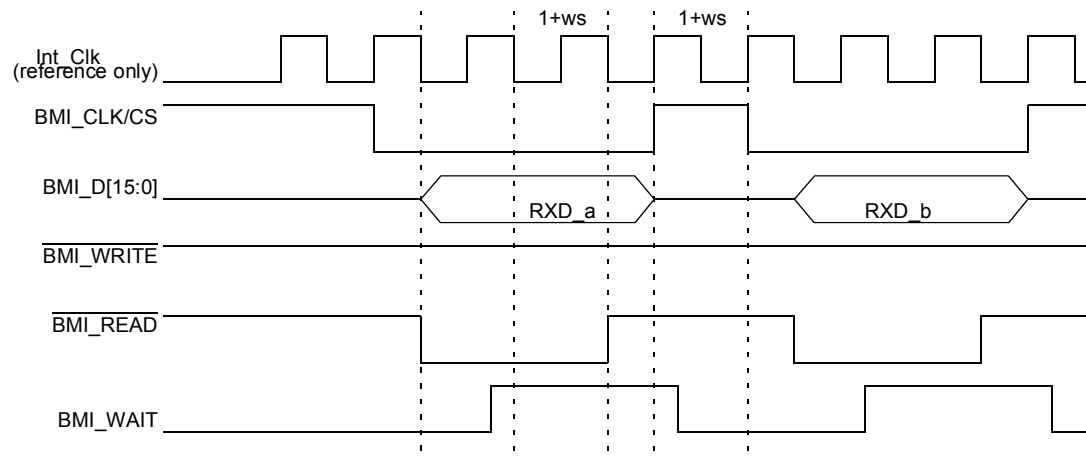 1+ws 1+ws
Int_Clk
(reference only)
BMI_CLK/CS
BMI_D[15:0]
RXD_a RXD_b
BMI_WRITE
BMI_READ
BMI_WAIT